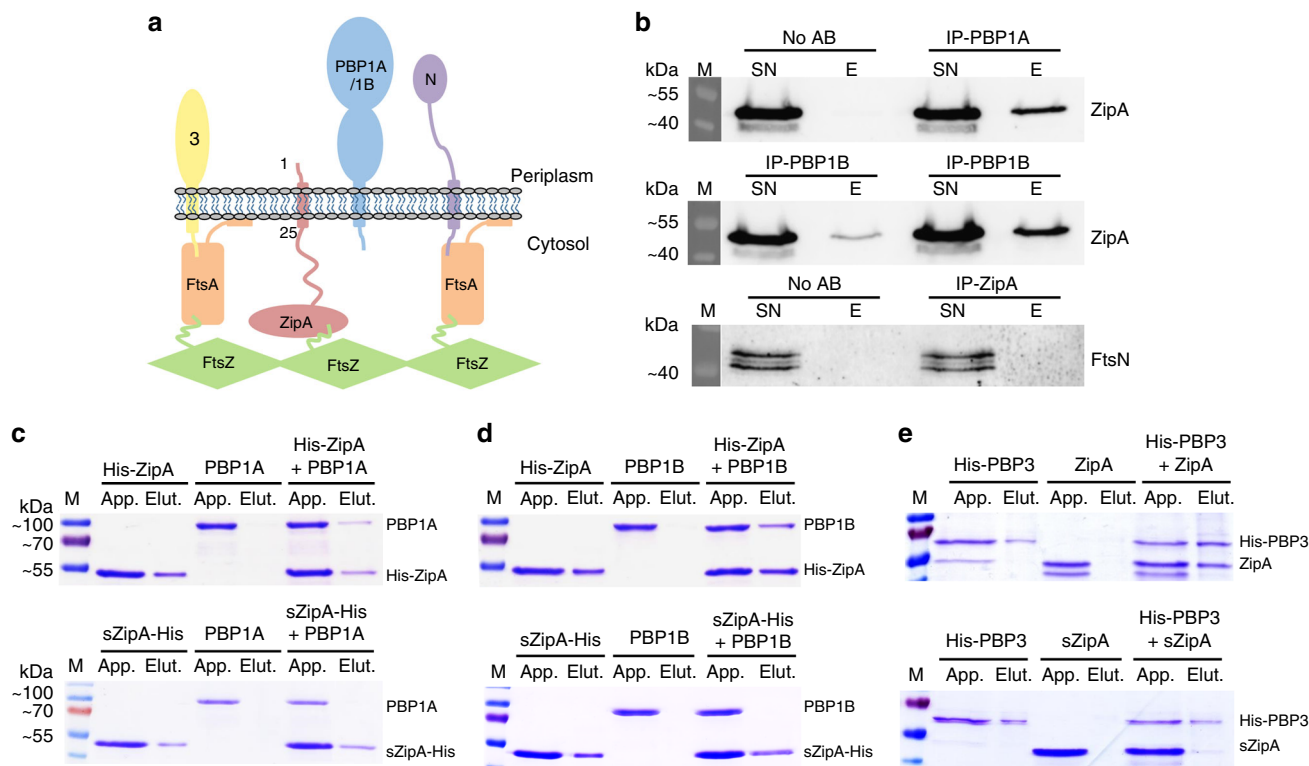 a
PBP1A
/1B
N
3
1
Periplasm
25
Cytosol
FtsA
ZipA
FtsA
FtsZ
FtsZ
FtsZ
b
No AB
IP-PBP1A
kDa
M
SN
E
SN
E
~55
~40
ZipA
IP-PBP1B
IP-PBP1B
M
SN
E
SN
E
kDa
~55
~40
ZipA
No AB
IP-ZipA
M
SN
E
SN
E
kDa
~40
FtsN
c
His-ZipA
PBP1A
His-ZipA
+ PBP1A
kDa
M
App.
Elut.
App.
Elut.
App.
Elut.
~100
~70
~55
PBP1A
His-ZipA
sZipA-His
PBP1A
sZipA-His
+ PBP1A
kDa
M
App.
Elut.
App.
Elut.
App.
Elut.
~100
~70
~55
PBP1A
sZipA-His
d
His-ZipA
PBP1B
His-ZipA
+ PBP1B
M
App.
Elut.
App.
Elut.
App.
Elut.
PBP1B
His-ZipA
sZipA-His
PBP1B
sZipA-His
+ PBP1B
M
App.
Elut.
App.
Elut.
App.
Elut.
PBP1B
sZipA-His
e
His-PBP3
ZipA
His-PBP3
+ ZipA
M
App.
Elut.
App.
Elut.
App.
Elut.
His-PBP3
ZipA
His-PBP3
sZipA
His-PBP3
+ sZipA
M
App.
Elut.
App.
Elut.
App.
Elut.
His-PBP3
sZipA